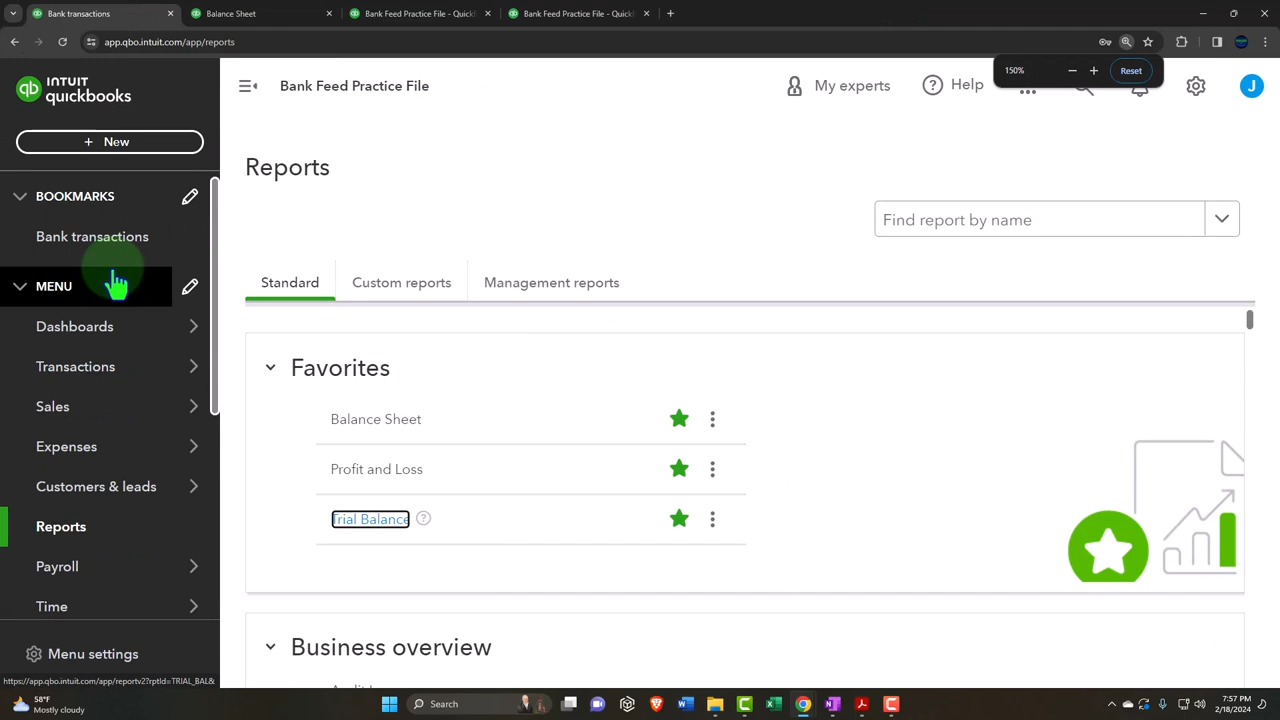 Bank transactions
Balance Sheet
Bank Feed Practice File - Quick
Bank Feed Practice File - Quick
app.qbo.intuit.com/app/reports
150%
Reset
INTUIT
quickbooks
Bank Feed Practice File
My experts
Help
J
+ New
Reports
BOOKMARKS
Find report by name
Bank transactions
MENU
Standard
Custom reports
Management reports
Dashboards
Transactions
Favorites
Sales
Balance Sheet
Expenses
Profit and Loss
Customers & leads
Reports
Trial Balance
Payroll
Time
Business overview
Menu settings
https://app.qbo.intuit.com/app/reportv2?rptId=TRIAL_BAL&
58°F
Mostly cloudy
Search
7:57 PM
2/18/2024